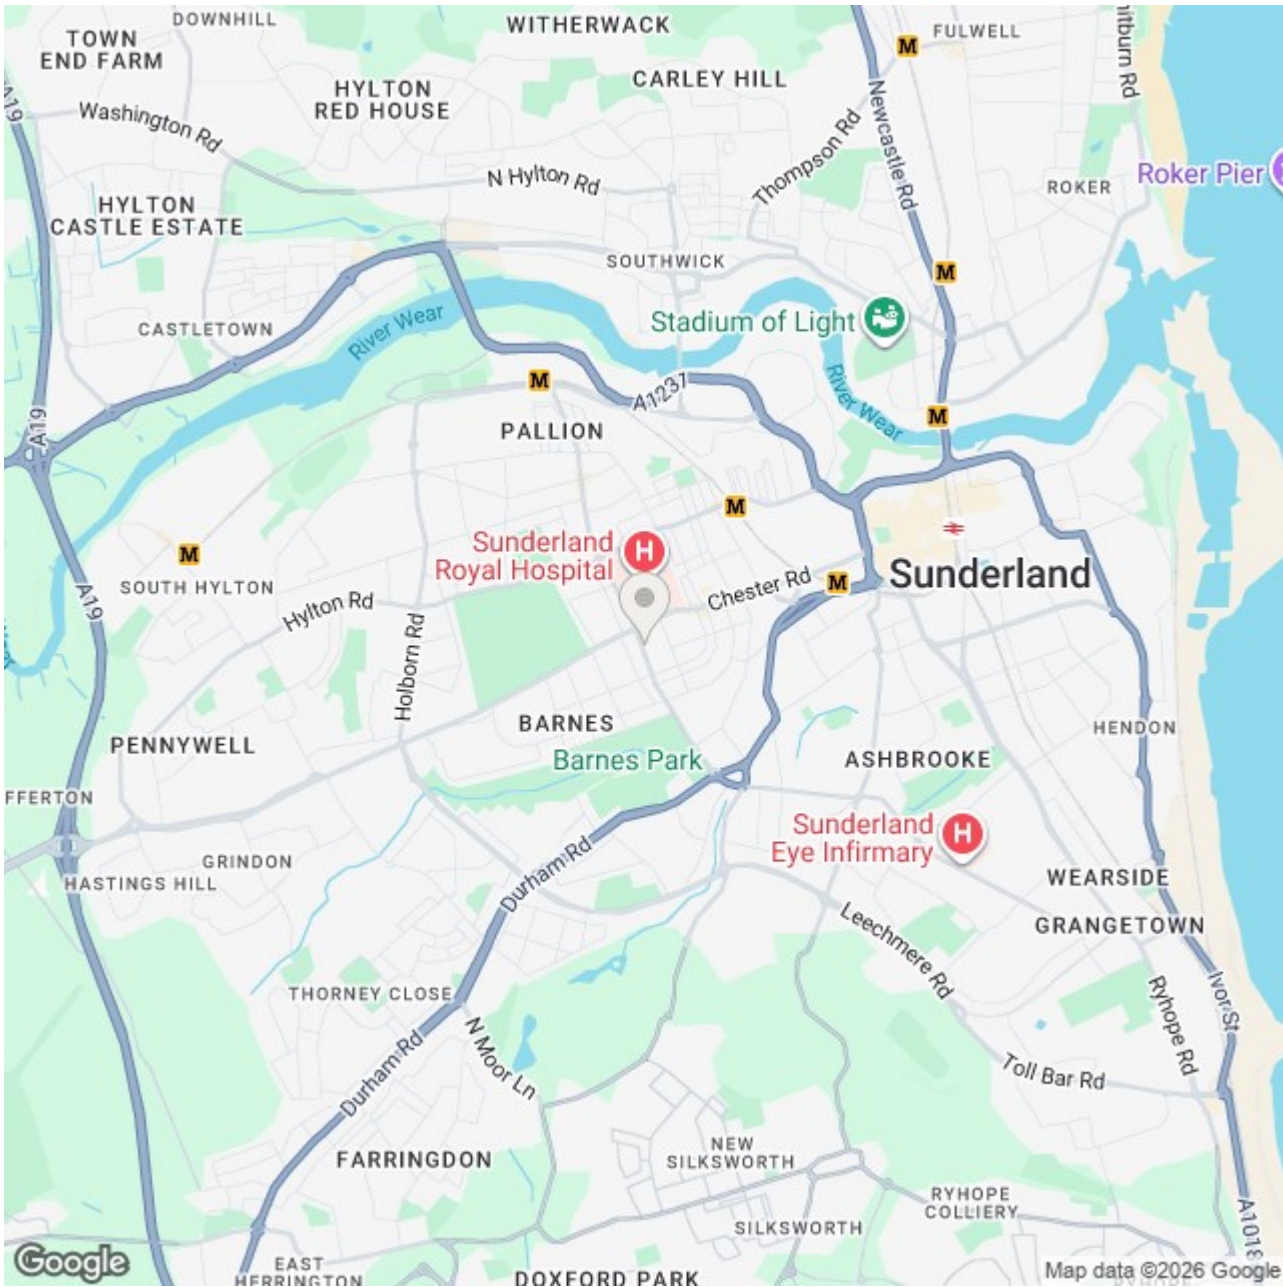 DOWNHILL
WITHERWACK
FULWELL
TOWN
END FARM
M
CARLEY HILL
HYLTON
RED HOUSE
A19
Washington Rd
Newcastle Rd
Thompson Rd
N Hylton Rd
Roker Pier
ROKER
HYLTON
CASTLE ESTATE
SOUTHWICK
M
Stadium of Light
CASTLETOWN
River Wear
M
A1231
River Wear
M
A19
PALLION
M
Sunderland
Royal Hospital
H
M
SOUTH HYLTON
Sunderland
M
Chester Rd
A19
Hylton Rd
Holborn Rd
BARNES
HENDON
PENNYWELL
Barnes Park
ASHBROOKE
Sunderland
Eye Infirmary
H
GRINDON
HASTINGS HILL
Durham Rd
WEARSIDE
GRANGETOWN
Leechmere Rd
THORNEY CLOSE
Ivor St
Ryhope Rd
N Moor Ln
Durham Rd
Toll Bar Rd
FARRINGDON
NEW
SILKSWORTH
RYHOPE
COLLIERY
SILKSWORTH
A1018
EAST
HERRINGTON
DOXFORD PARK
Google
Map data ©2026 Google